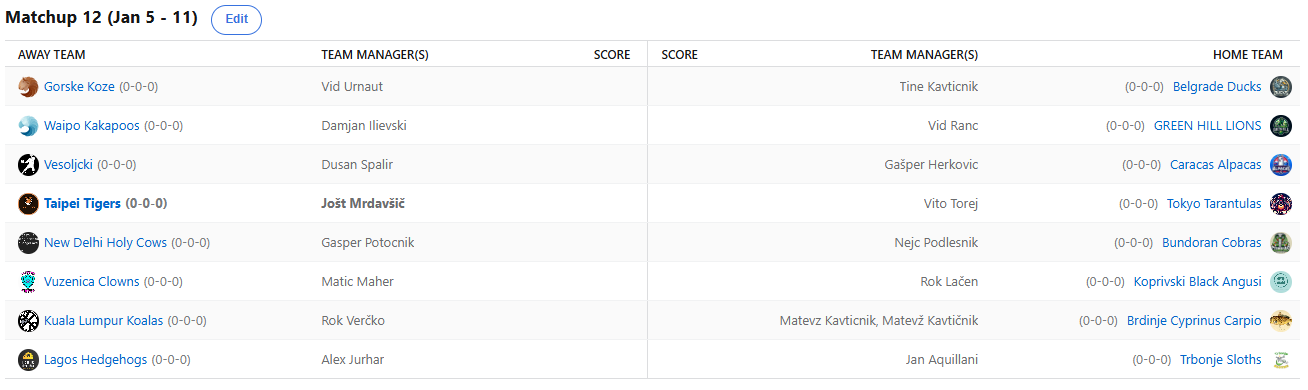 Matchup 12 (Jan 5 - 11) Edit
AWAY TEAM TEAM MANAGER(S) SCORE SCORE TEAM MANAGER(S) HOME TEAM
Gorske Koze (0-0-0) Vid Urnaut Tine Kavticnik (0-0-0) Belgrade Ducks
Waipo Kakapoos (0-0-0) Damjan Ilievski Vid Ranc (0-0-0) GREEN HILL LIONS
Vesoljcki (0-0-0) Dusan Spalir Gašper Herkovic (0-0-0) Caracas Alpacas
Taipei Tigers (0-0-0) Jošt Mrdavšič Vito Torej (0-0-0) Tokyo Tarantulas
New Delhi Holy Cows (0-0-0) Gasper Potocnik Nejc Podlesnik (0-0-0) Bundoran Cobras
Vuzenica Clowns (0-0-0) Matic Maher Rok Lačen (0-0-0) Koprivski Black Angusi
Kuala Lumpur Koalas (0-0-0) Rok Verčko Matevz Kavticnik, Matevž Kavtičnik (0-0-0) Brdinje Cyprinus Carpio
Lagos Hedgehogs (0-0-0) Alex Jurhar Jan Aquillani (0-0-0) Trbonje Sloths